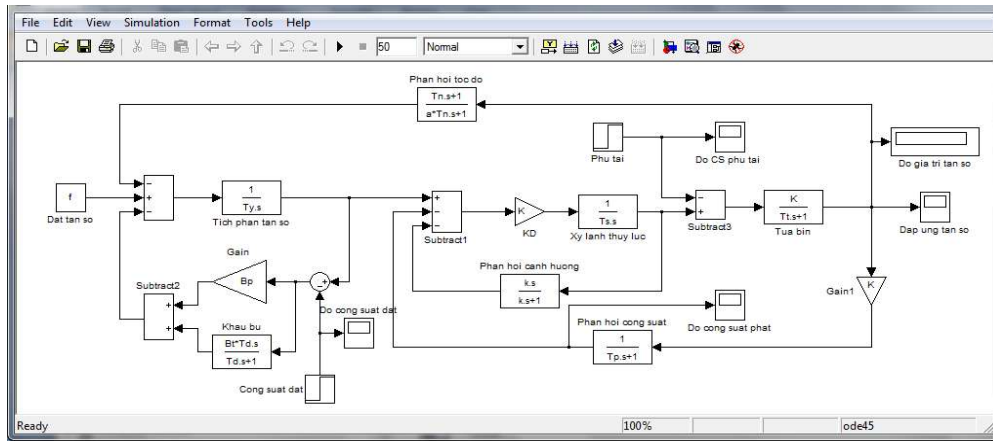 File Edit View Simulation Format Tools Help
50 Normal
Phan hoi toc do
Tn.s+1
a*Tn.s+1
Phu tai
Do CS phu tai
Do gia tri tan so
f
Dat tan so
−
+
−
1
Ty.s
Tich phan tan so
+
−
−
Subtract1
K
KD
1
Ts.s
Xy lanh thuy luc
−
+
Subtract3
K
Tt.s+1
Tua bin
Dap ung tan so
Gain
Bp
−+
Subtract2
+
+
Khau bu
Bt*Td.s
Td.s+1
Do cong suat dat
Cong suat dat
Phan hoi canh huong
k.s
k.s+1
Do cong suat phat
Phan hoi cong suat
1
Tp.s+1
Gain1
K
Ready 100% ode45